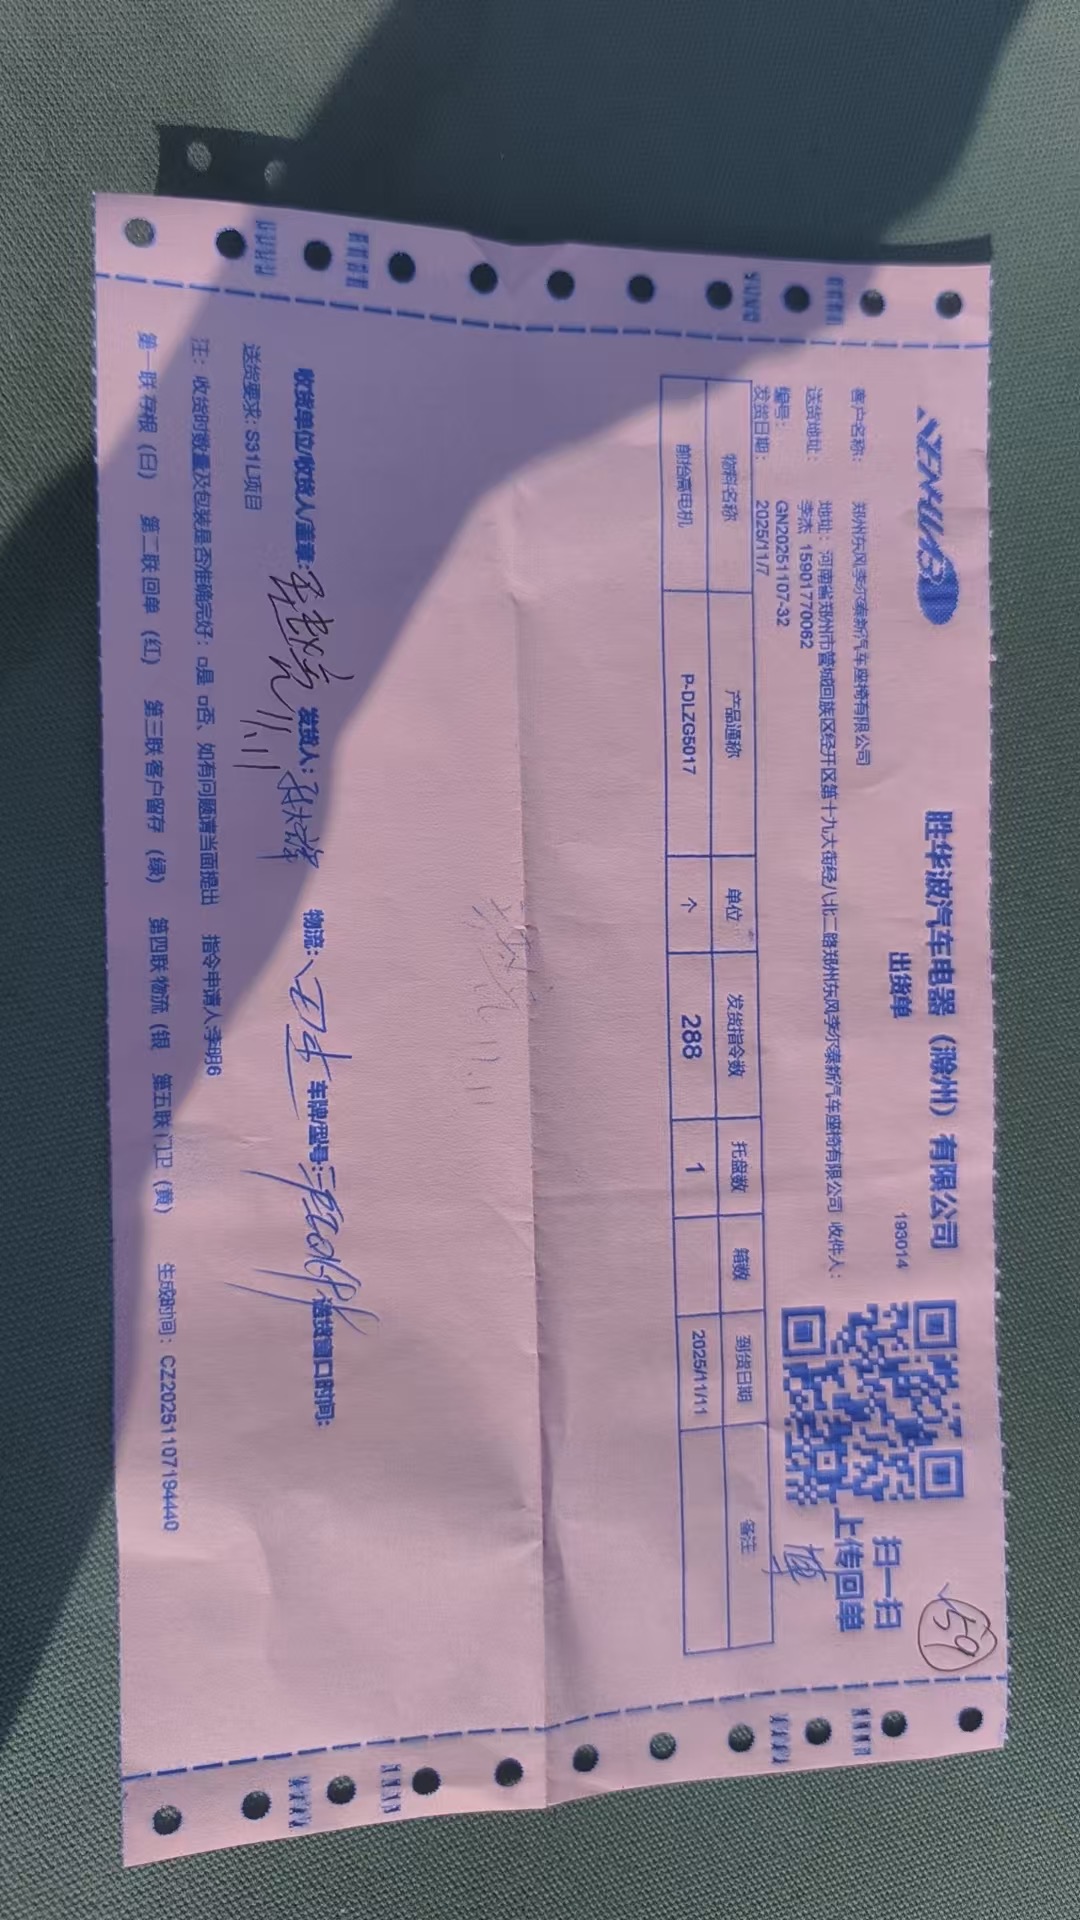 SENHWAB
胜华波汽车电器（滁州）有限公司
出货单
193014
扫一扫
上传回单
59
客户名称：
郑州东风李尔泰新汽车座椅有限公司
送货地址：
地址：河南省郑州市管城回族区经开区第十九大街经八北二路郑州东风李尔泰新汽车座椅有限公司 收件人：
李杰 15901770062
编号：
GN20251107-32
发货日期：
2025/11/7
物料名称 产品通称 单位 发货指令数 托盘数 箱数 到货日期 备注
前抬高电机 P-DLZG5017 个 288 1 2025/11/11
收货单位/收货人/盖章： 发货人： 物流： 车牌/型号： 送货窗口时间：
11.11
送货要求：S31L项目
注：收货时数量及包装是否准确完好：□是 □否、如有问题请当面提出 指令申请人:李明6
第一联 存根（白） 第二联 回单（红） 第三联 客户留存（绿） 第四联 物流（银 第五联 门卫（黄） 生成时间：CZ20251107194440